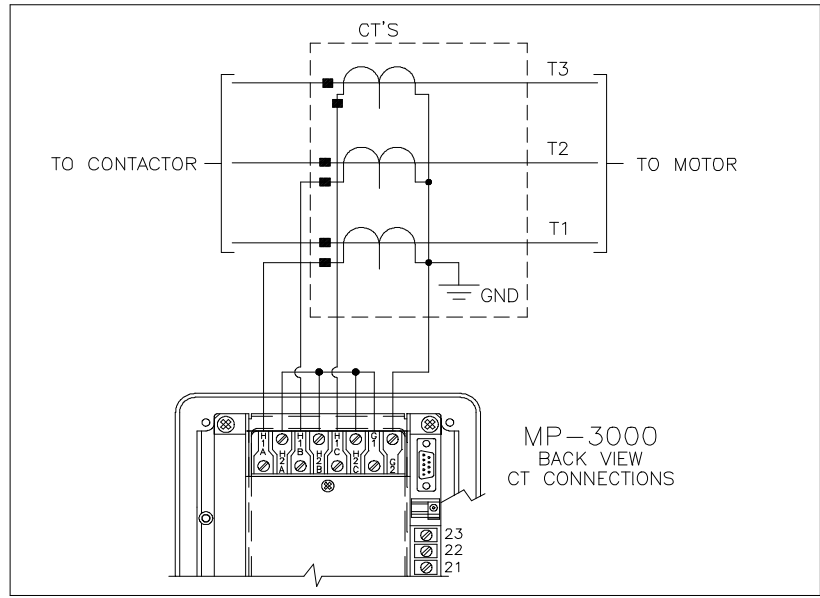 CT'S
T3
TO CONTACTOR
T2
TO MOTOR
T1
GND
MP-3000
BACK VIEW
CT CONNECTIONS
H1A H2A H1B H2B H1C H2C G1 G2
23
22
21